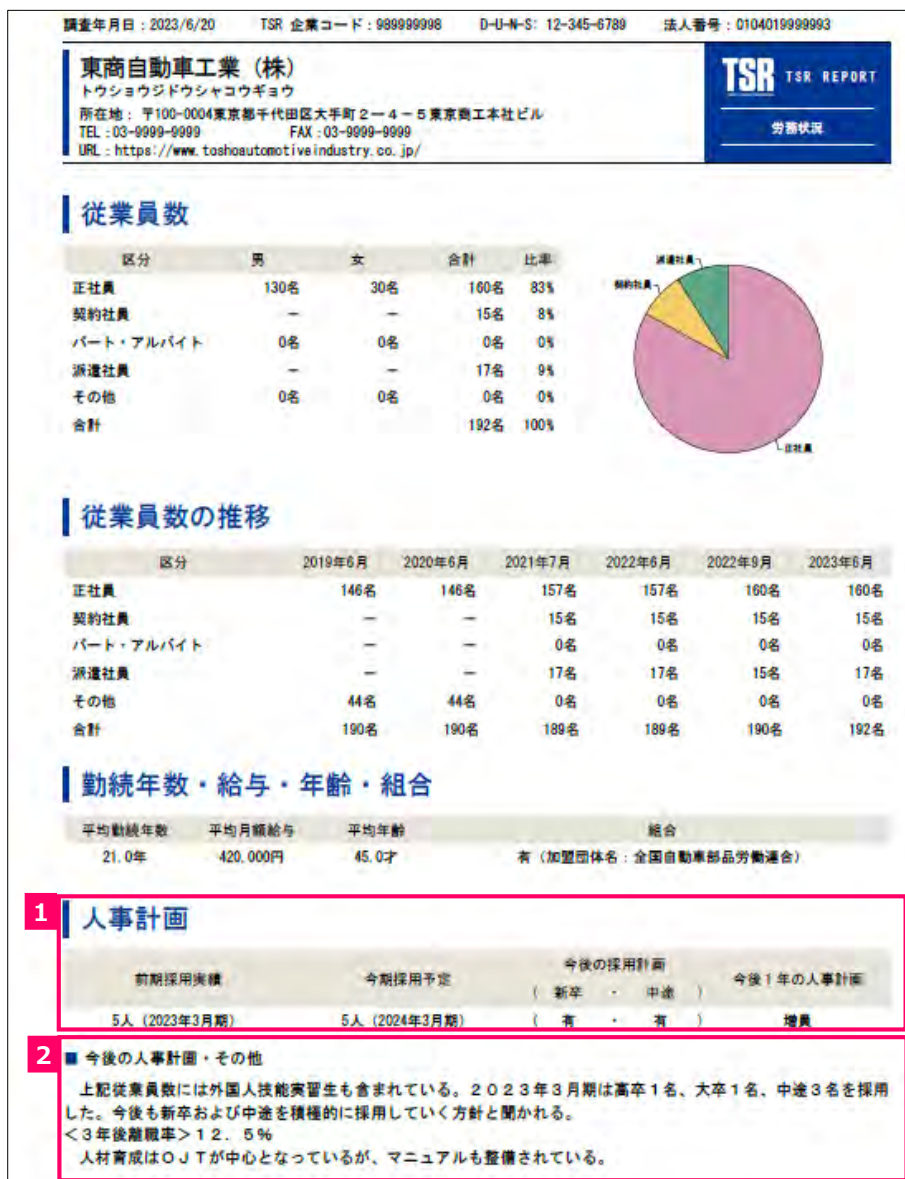 調査年月日：2023/6/20　TSR 企業コード：989999998　D-U-N-S: 12-345-6789　法人番号：0104019999993
東商自動車工業（株）
トウショウジドウシャコウギョウ
所在地： 〒100-0004東京都千代田区大手町２－４－５東京商工本社ビル
TEL：03-9999-9999　FAX：03-9999-9999
URL：https://www.toshoautomotiveindustry.co.jp/
TSR TSR REPORT
労務状況
従業員数
区分　男　女　合計　比率
正社員　130名　30名　160名　83%
契約社員　－　－　15名　8%
パート・アルバイト　0名　0名　0名　0%
派遣社員　－　－　17名　9%
その他　0名　0名　0名　0%
合計　192名　100%
派遣社員
契約社員
正社員
従業員数の推移
区分　2019年6月　2020年6月　2021年7月　2022年6月　2022年9月　2023年6月
正社員　146名　146名　157名　157名　160名　160名
契約社員　－　－　15名　15名　15名　15名
パート・アルバイト　－　－　0名　0名　0名　0名
派遣社員　－　－　17名　17名　15名　17名
その他　44名　44名　0名　0名　0名　0名
合計　190名　190名　189名　189名　190名　192名
勤続年数・給与・年齢・組合
平均勤続年数　平均月額給与　平均年齢　組合
21.0年　420,000円　45.0才　有（加盟団体名：全国自動車部品労働連合）
1
人事計画
前期採用実績　今期採用予定　今後の採用計画　今後１年の人事計画
（ 新卒 ・ 中途 ）
5人（2023年3月期）　5人（2024年3月期）　（ 有 ・ 有 ）　増員
2
■ 今後の人事計画・その他
上記従業員数には外国人技能実習生も含まれている。２０２３年３月期は高卒１名、大卒１名、中途３名を採用
した。今後も新卒および中途を積極的に採用していく方針と聞かれる。
＜３年後離職率＞１２．５％
人材育成はＯＪＴが中心となっているが、マニュアルも整備されている。